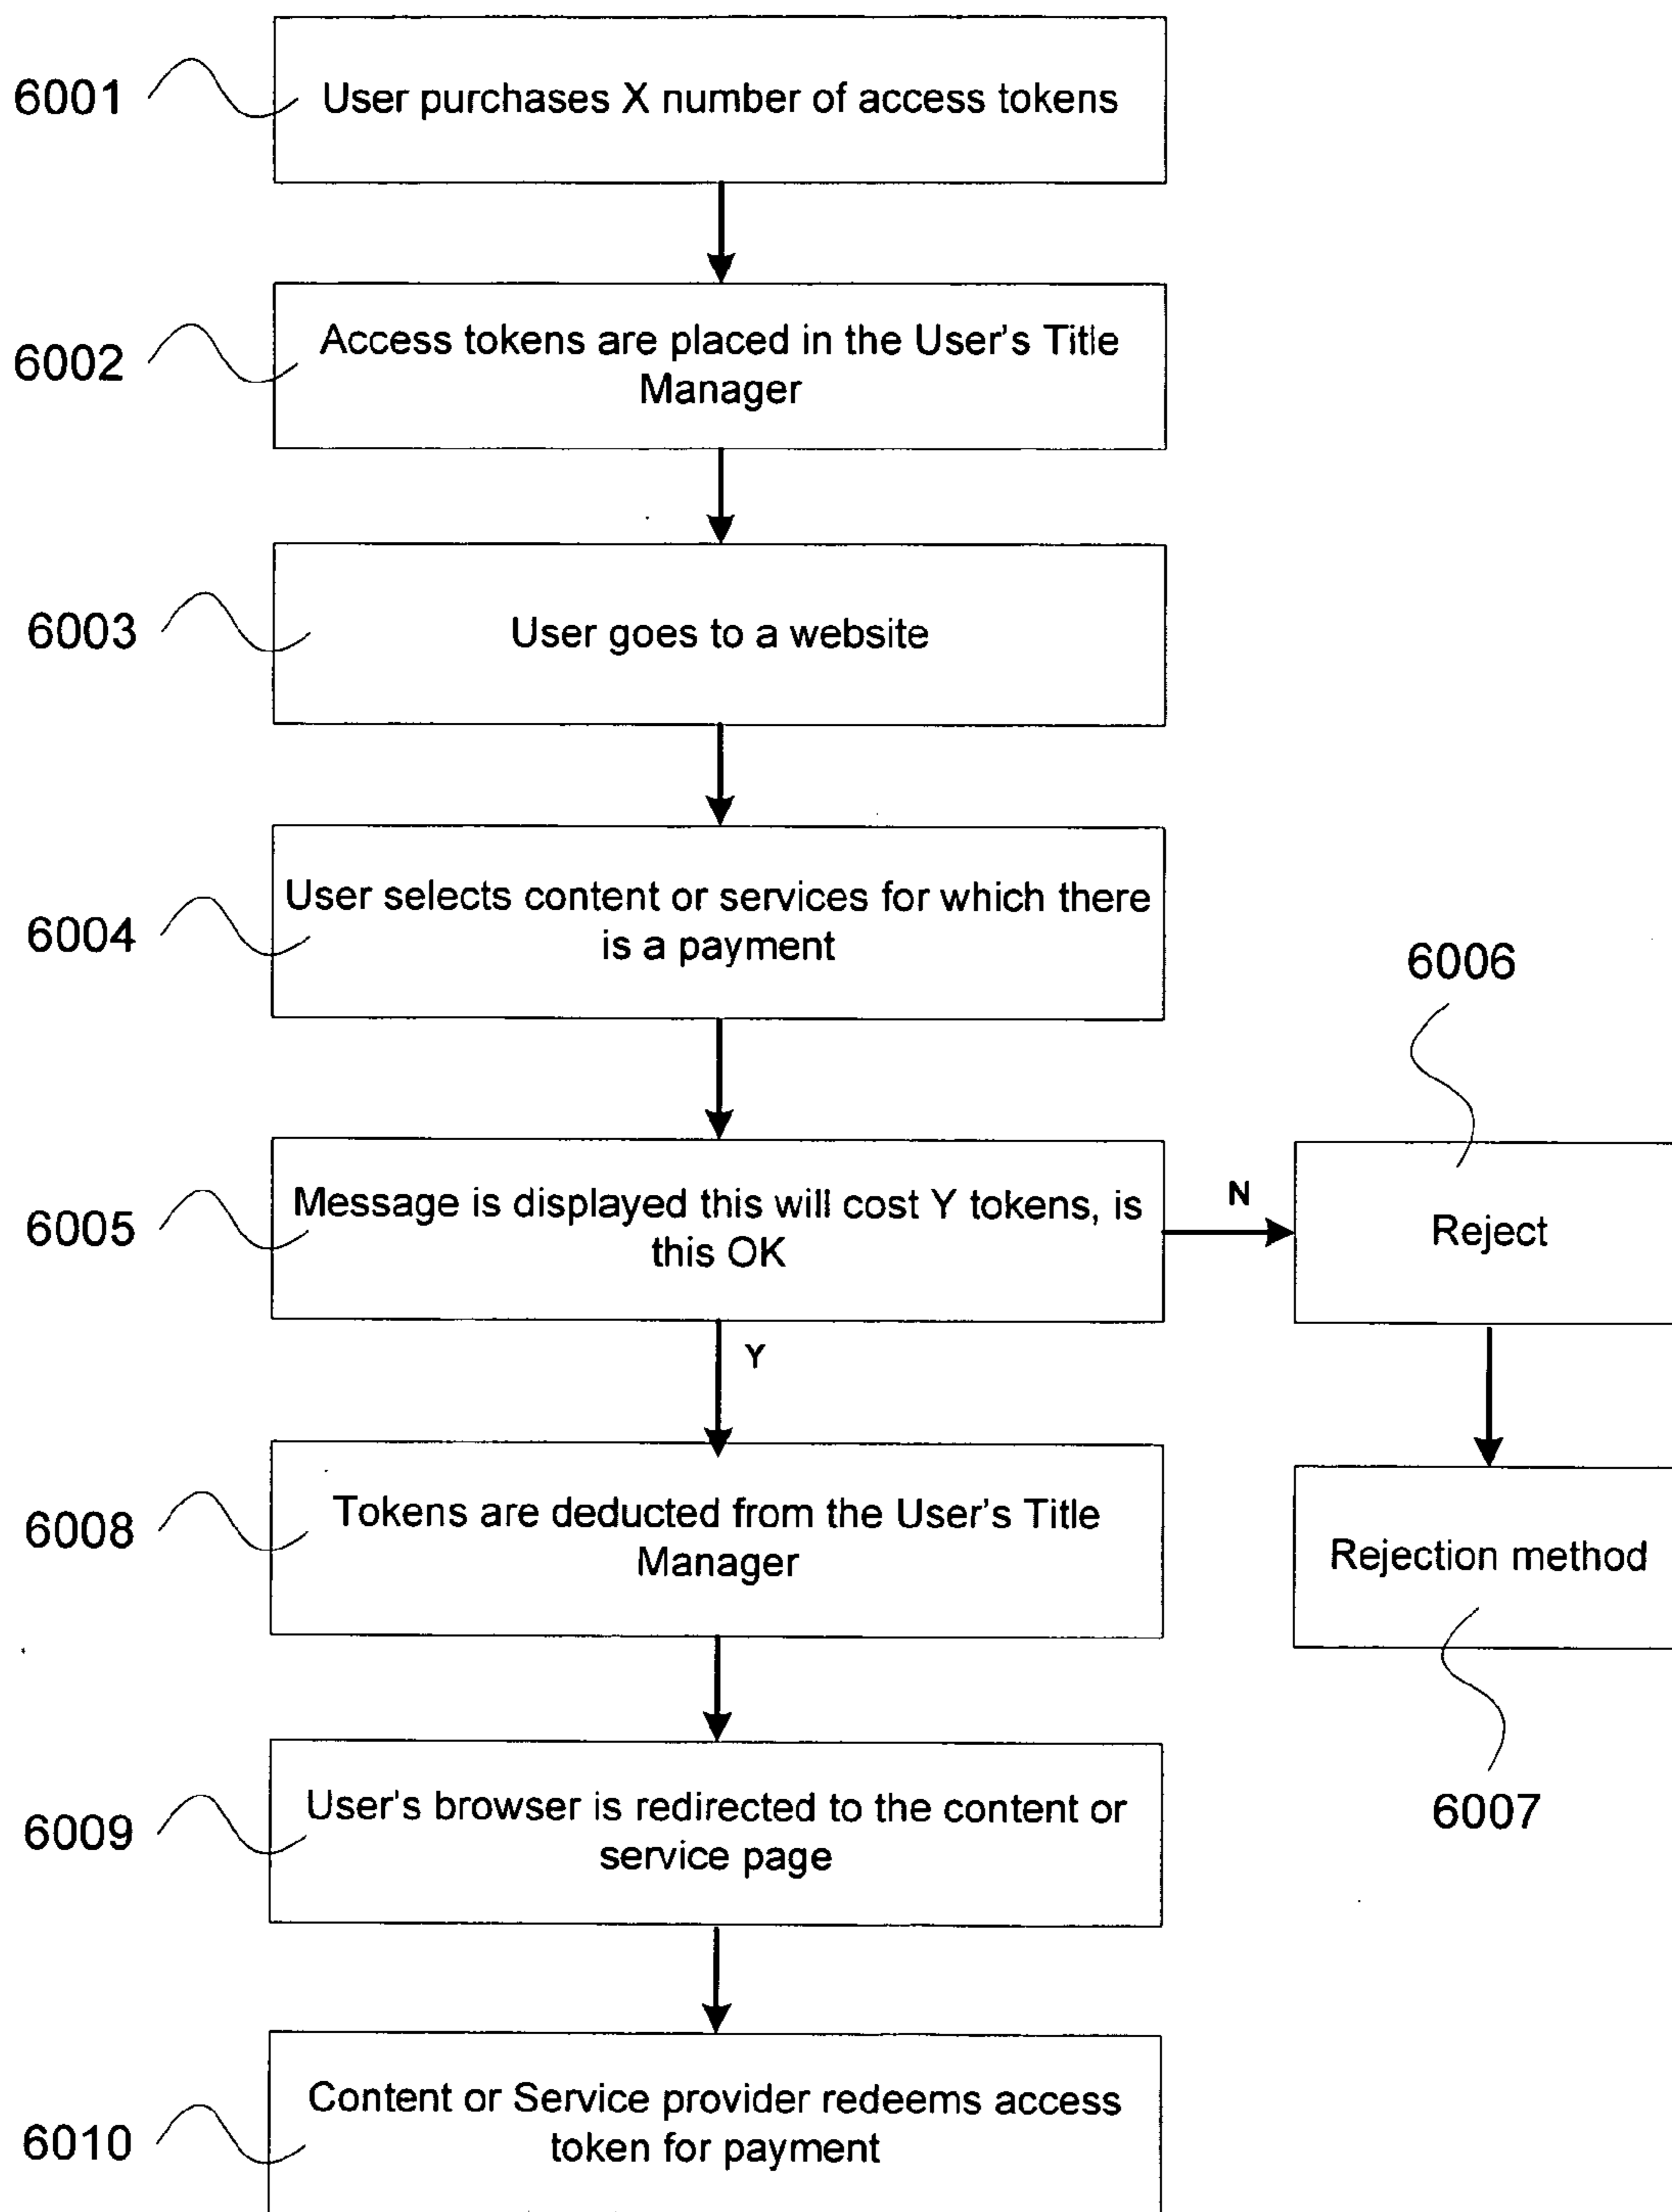 6001
User purchases X number of access tokens
6002
Access tokens are placed in the User's Title
Manager
6003
User goes to a website
6004
User selects content or services for which there
is a payment
6006
6005
Message is displayed this will cost Y tokens, is
this OK
N
Reject
Y
6008
Tokens are deducted from the User's Title
Manager
Rejection method
6007
6009
User's browser is redirected to the content or
service page
6010
Content or Service provider redeems access
token for payment